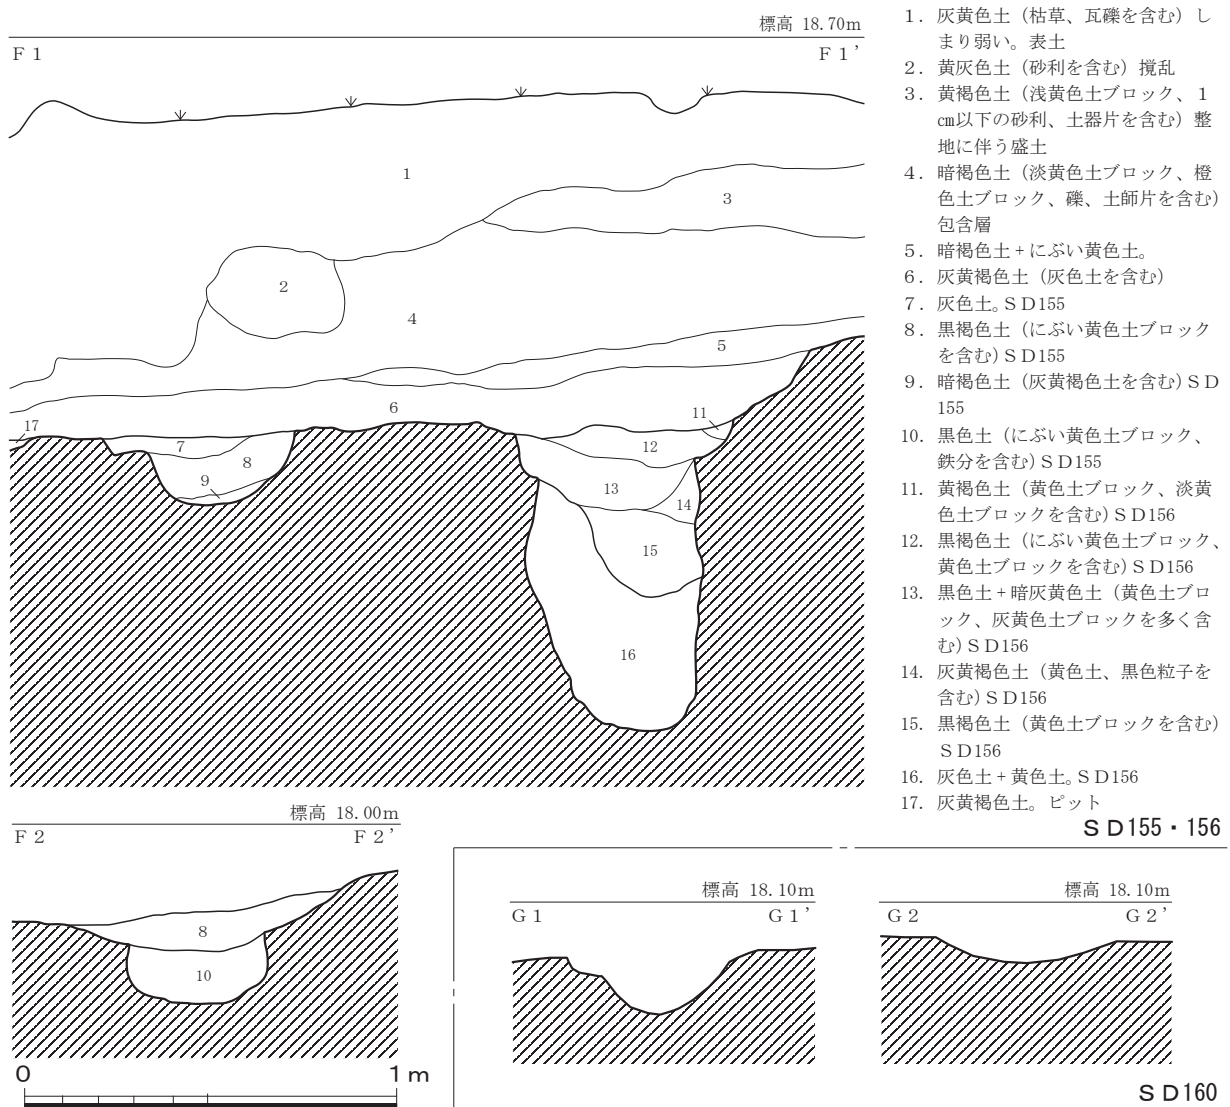 標高 18.70m
Ｆ１ Ｆ１’
1
3
2
4
5
6
17
11
7
12
8
9
13
14
15
16
１．灰黄色土（枯草、瓦礫を含む）し
まり弱い。表土
２．黄灰色土（砂利を含む）撹乱
３．黄褐色土（浅黄色土ブロック、１
㎝以下の砂利、土器片を含む）整
地に伴う盛土
４．暗褐色土（淡黄色土ブロック、橙
色土ブロック、礫、土師片を含む）
包含層
５．暗褐色土＋にぶい黄色土。
６．灰黄褐色土（灰色土を含む）
７．灰色土。ＳＤ155
８．黒褐色土（にぶい黄色土ブロック
を含む）ＳＤ155
９．暗褐色土（灰黄褐色土を含む）ＳＤ
155
10．黒色土（にぶい黄色土ブロック、
鉄分を含む）ＳＤ155
11．黄褐色土（黄色土ブロック、淡黄
色土ブロックを含む）ＳＤ156
12．黒褐色土（にぶい黄色土ブロック、
黄色土ブロックを含む）ＳＤ156
13．黒色土＋暗灰黄色土（黄色土ブロ
ック、灰黄色土ブロックを多く含
む）ＳＤ156
14．灰黄褐色土（黄色土、黒色粒子を
含む）ＳＤ156
15．黒褐色土（黄色土ブロックを含む）
ＳＤ156
16．灰色土＋黄色土。ＳＤ156
17．灰黄褐色土。ピット
ＳＤ155・156
標高 18.00m
Ｆ２ Ｆ２’
8
10
0 1m
標高 18.10m
Ｇ１ Ｇ１’
標高 18.10m
Ｇ２ Ｇ２’
ＳＤ160